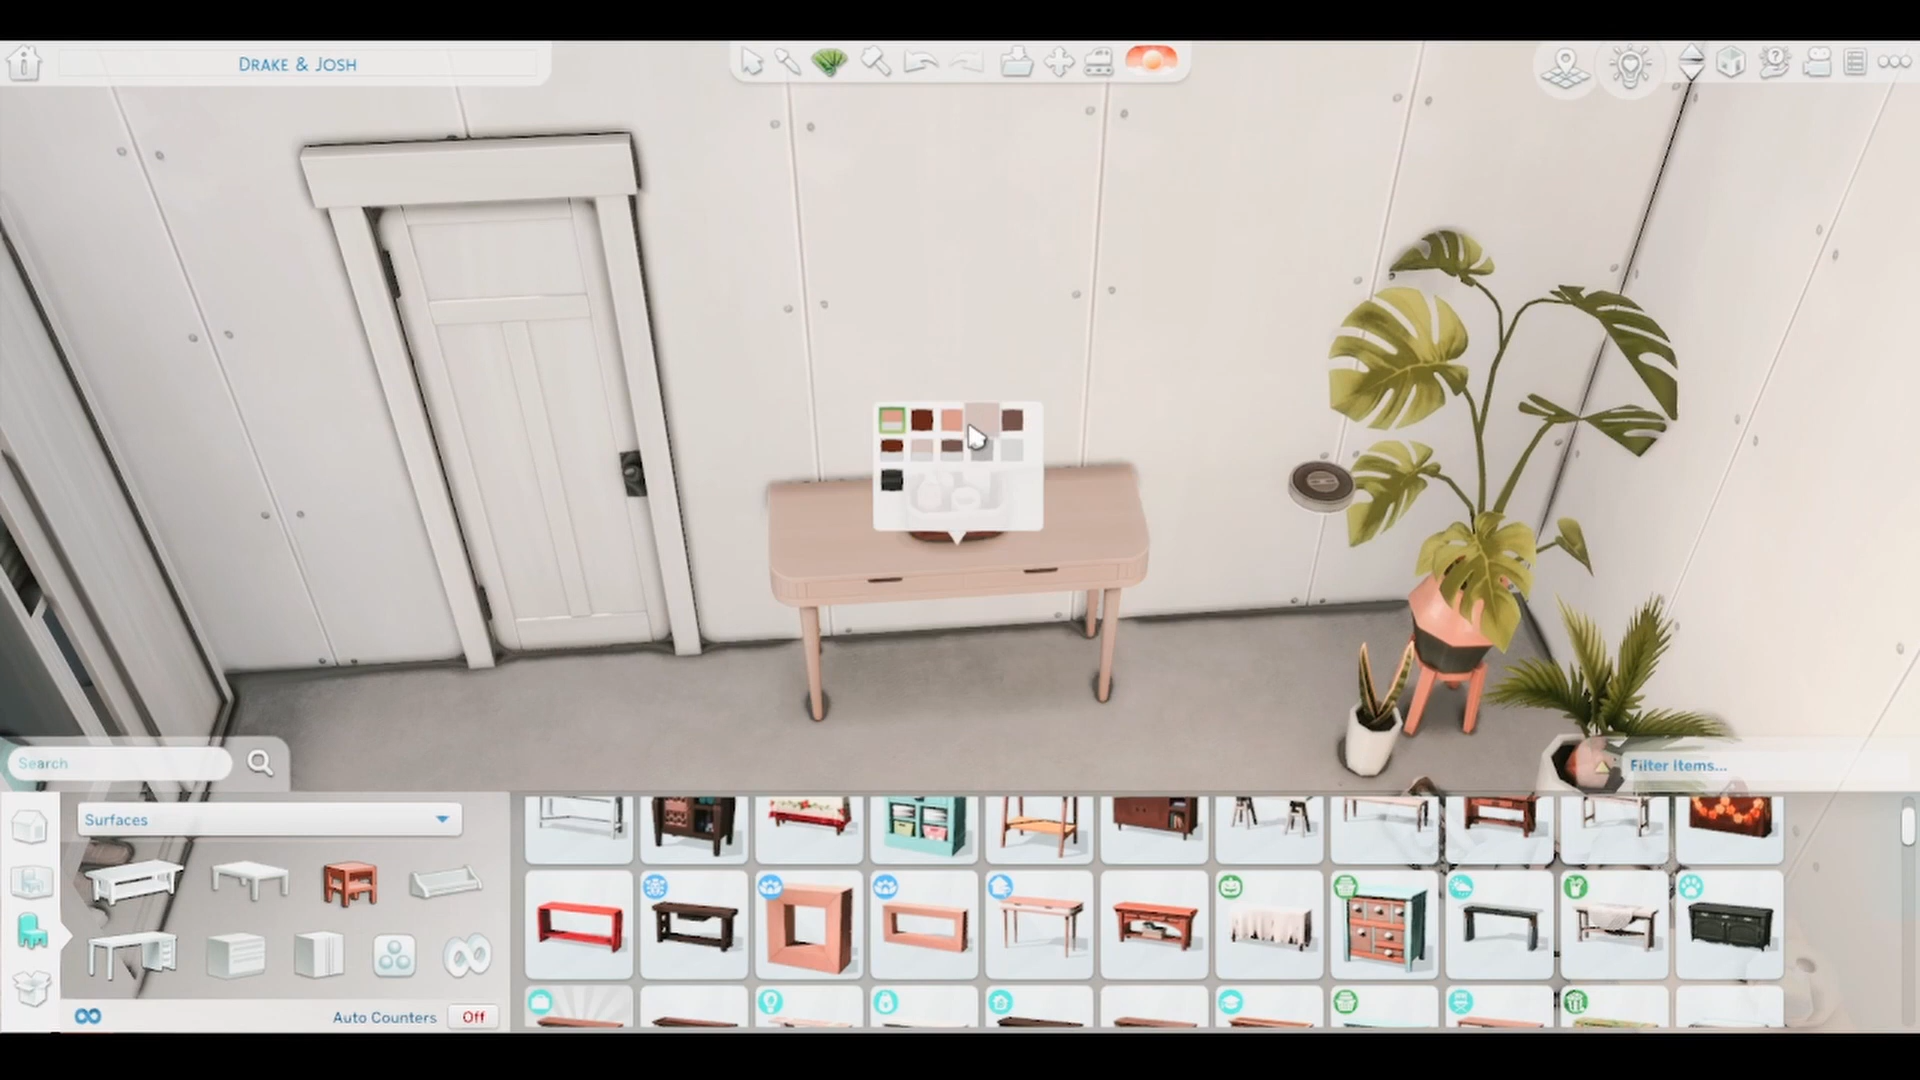 DRAKE & JOSH
Search
Filter Items...
Surfaces
Auto Counters
Off